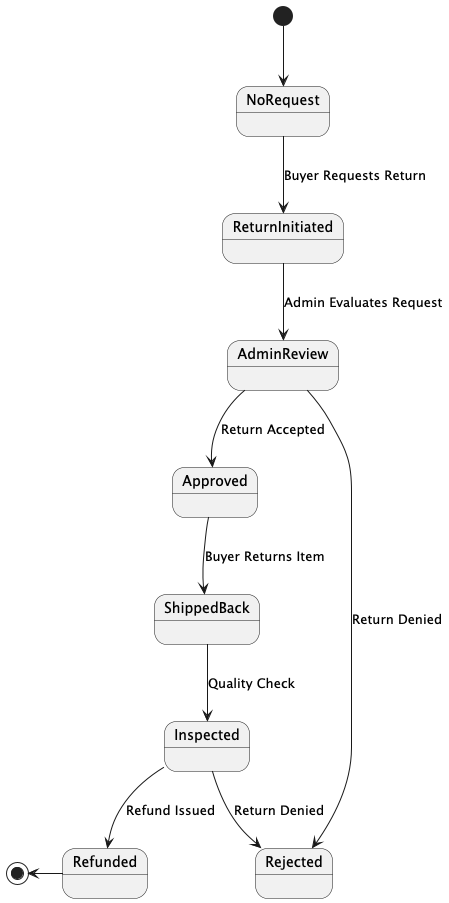 NoRequest
Buyer Requests Return
ReturnInitiated
Admin Evaluates Request
AdminReview
Return Accepted
Approved
Buyer Returns Item
ShippedBack
Return Denied
Quality Check
Inspected
Refund Issued
Return Denied
Refunded
Rejected